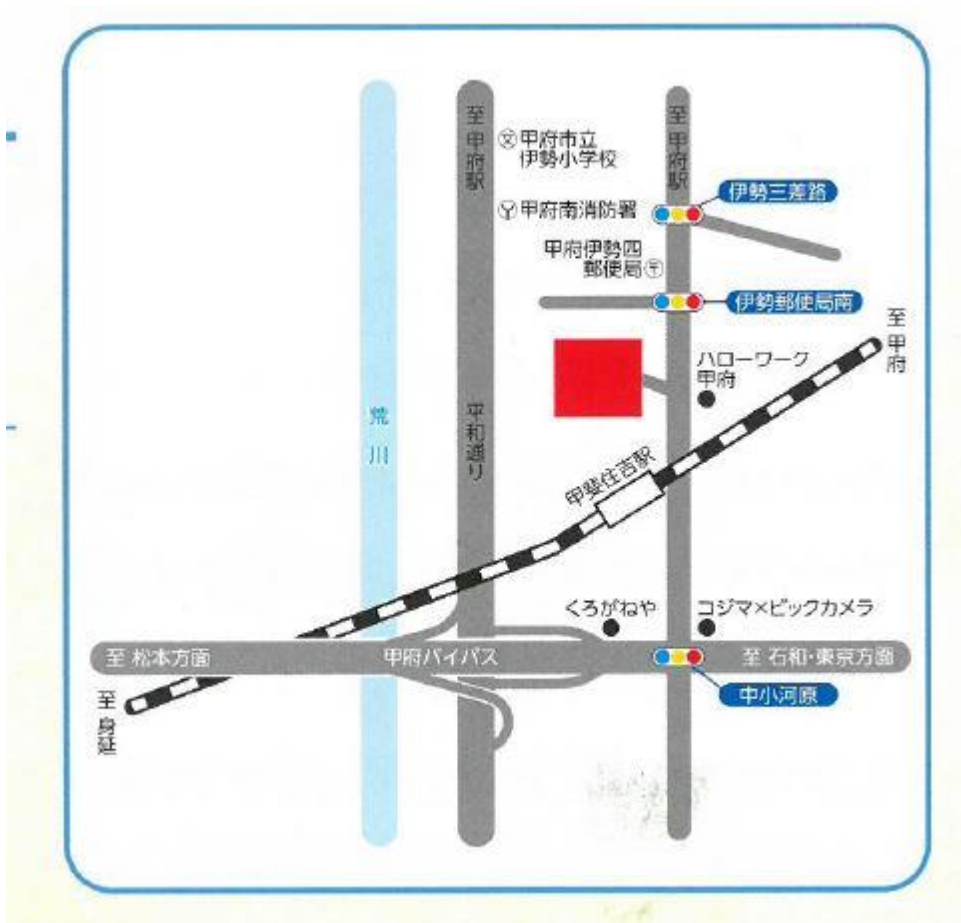 至 甲府駅
至 甲府駅
㊫甲府市立
伊勢小学校
伊勢三差路
甲府南消防署
甲府伊勢四
郵便局〒
伊勢郵便局南
至 甲府
ハローワーク
甲府
荒川
平和通り
甲斐住吉駅
くろがねや
コジマ×ビックカメラ
至 松本方面
甲府バイパス
至 石和・東京方面
中小河原
至 身延